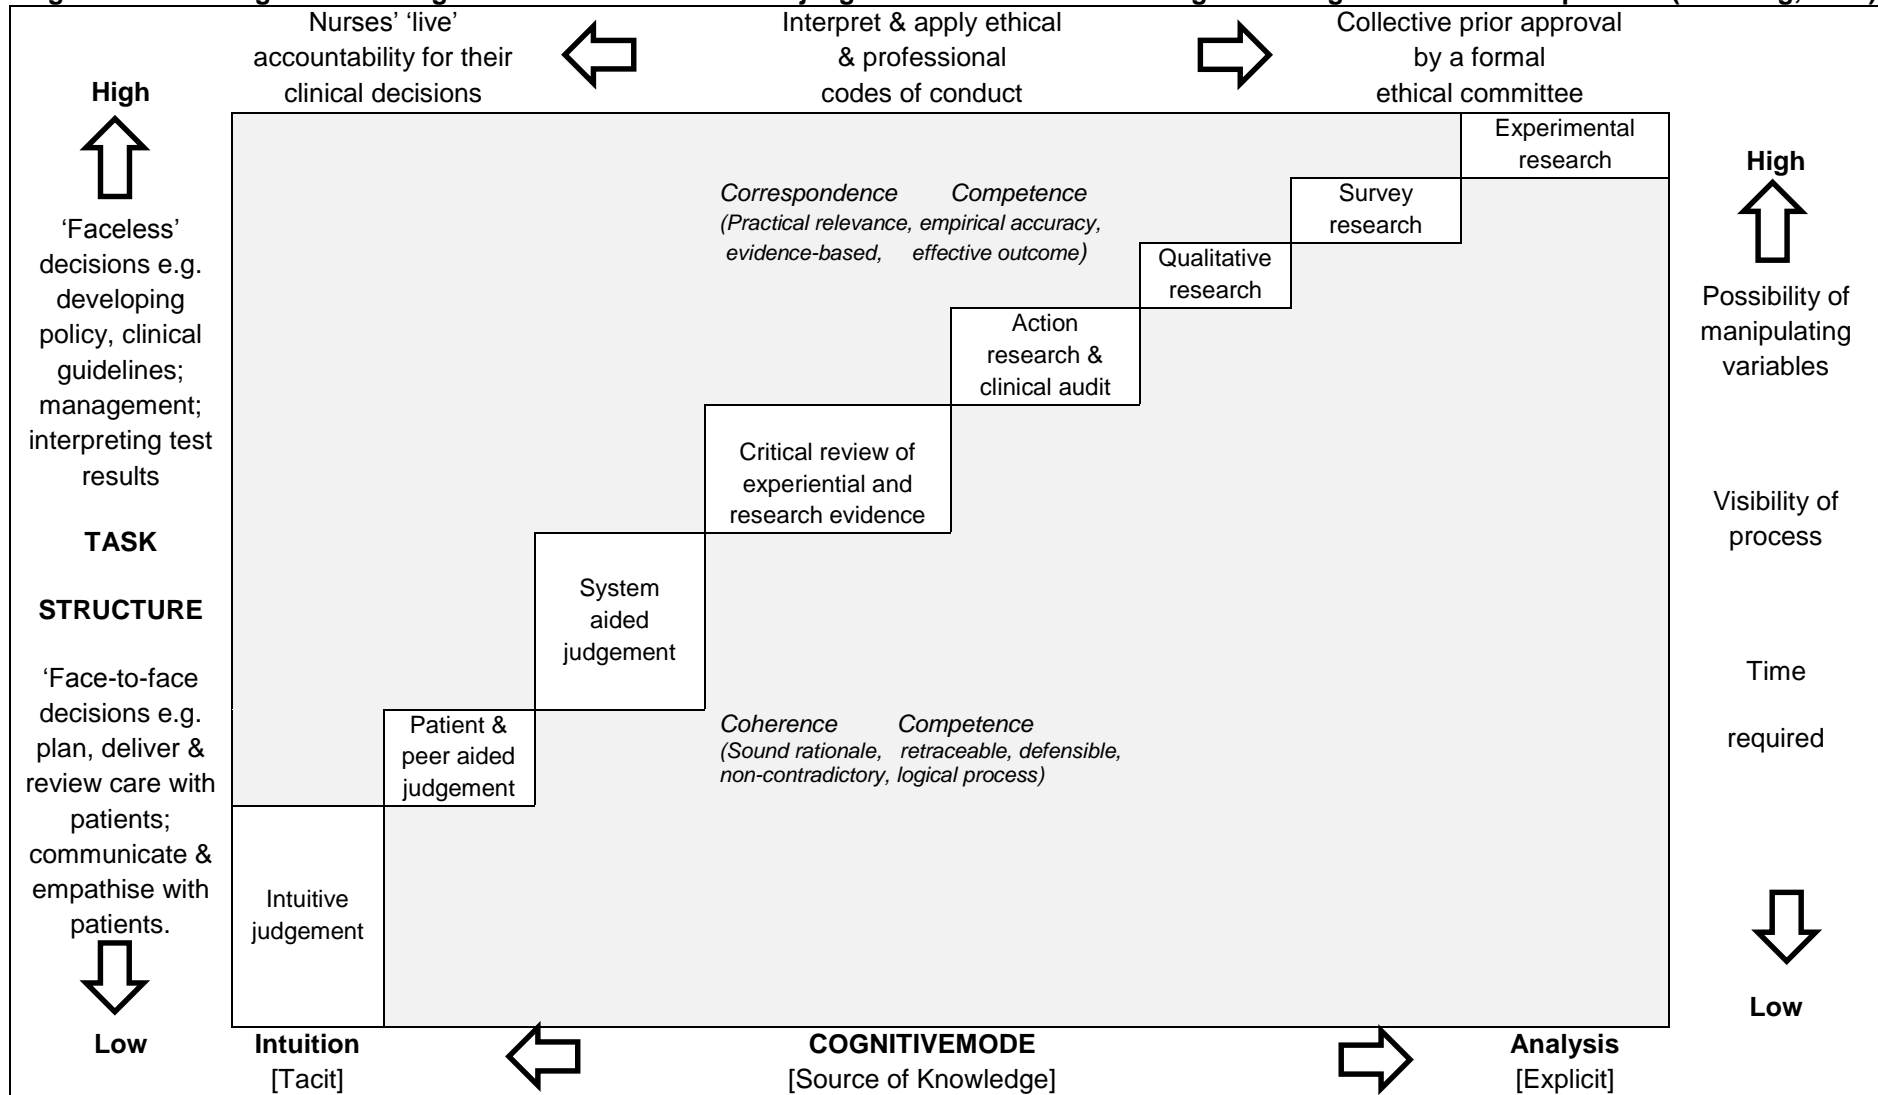 Nurses’ ‘live’
accountability for their
clinical decisions
Interpret & apply ethical
& professional
codes of conduct
Collective prior approval
by a formal
ethical committee
High
‘Faceless’
decisions e.g.
developing
policy, clinical
guidelines;
management;
interpreting test
results
TASK
STRUCTURE
‘Face-to-face
decisions e.g.
plan, deliver &
review care with
patients;
communicate &
empathise with
patients.
Low
Experimental
research
Survey
research
Qualitative
research
Action
research &
clinical audit
Critical review of
experiential and
research evidence
System
aided
judgement
Patient &
peer aided
judgement
Intuitive
judgement
Correspondence Competence
(Practical relevance, empirical accuracy,
evidence-based, effective outcome)
Coherence Competence
(Sound rationale, retraceable, defensible,
non-contradictory, logical process)
High
Possibility of
manipulating
variables
Visibility of
process
Time
required
Low
Intuition
[Tacit]
COGNITIVEMODE
[Source of Knowledge]
Analysis
[Explicit]